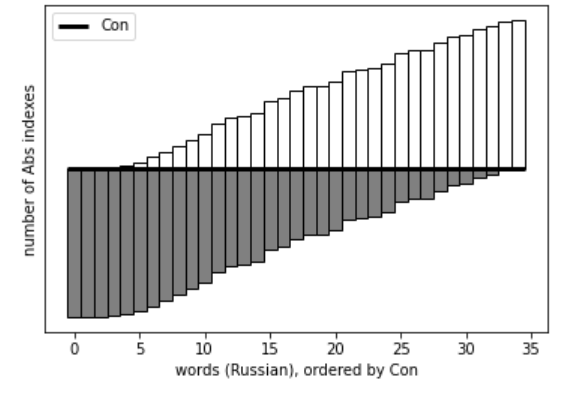 Con
number of Abs indexes
0 5 10 15 20 25 30 35
words (Russian), ordered by Con